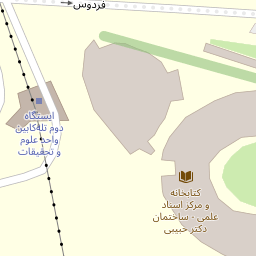 فردوس
ایستگاه
دوم تله‌کابین
واحد علوم
و تحقیقات
کتابخانه
و مرکز اسناد
علمی - ساختمان
دکتر حبیبی